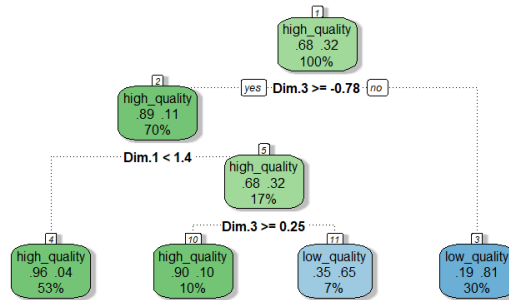 1
high_quality
.68 .32
100%
yes Dim.3 >= -0.78 no
2
high_quality
.89 .11
70%
Dim.1 < 1.4
5
high_quality
.68 .32
17%
Dim.3 >= 0.25
4
high_quality
.96 .04
53%
10
high_quality
.90 .10
10%
11
low_quality
.35 .65
7%
3
low_quality
.19 .81
30%